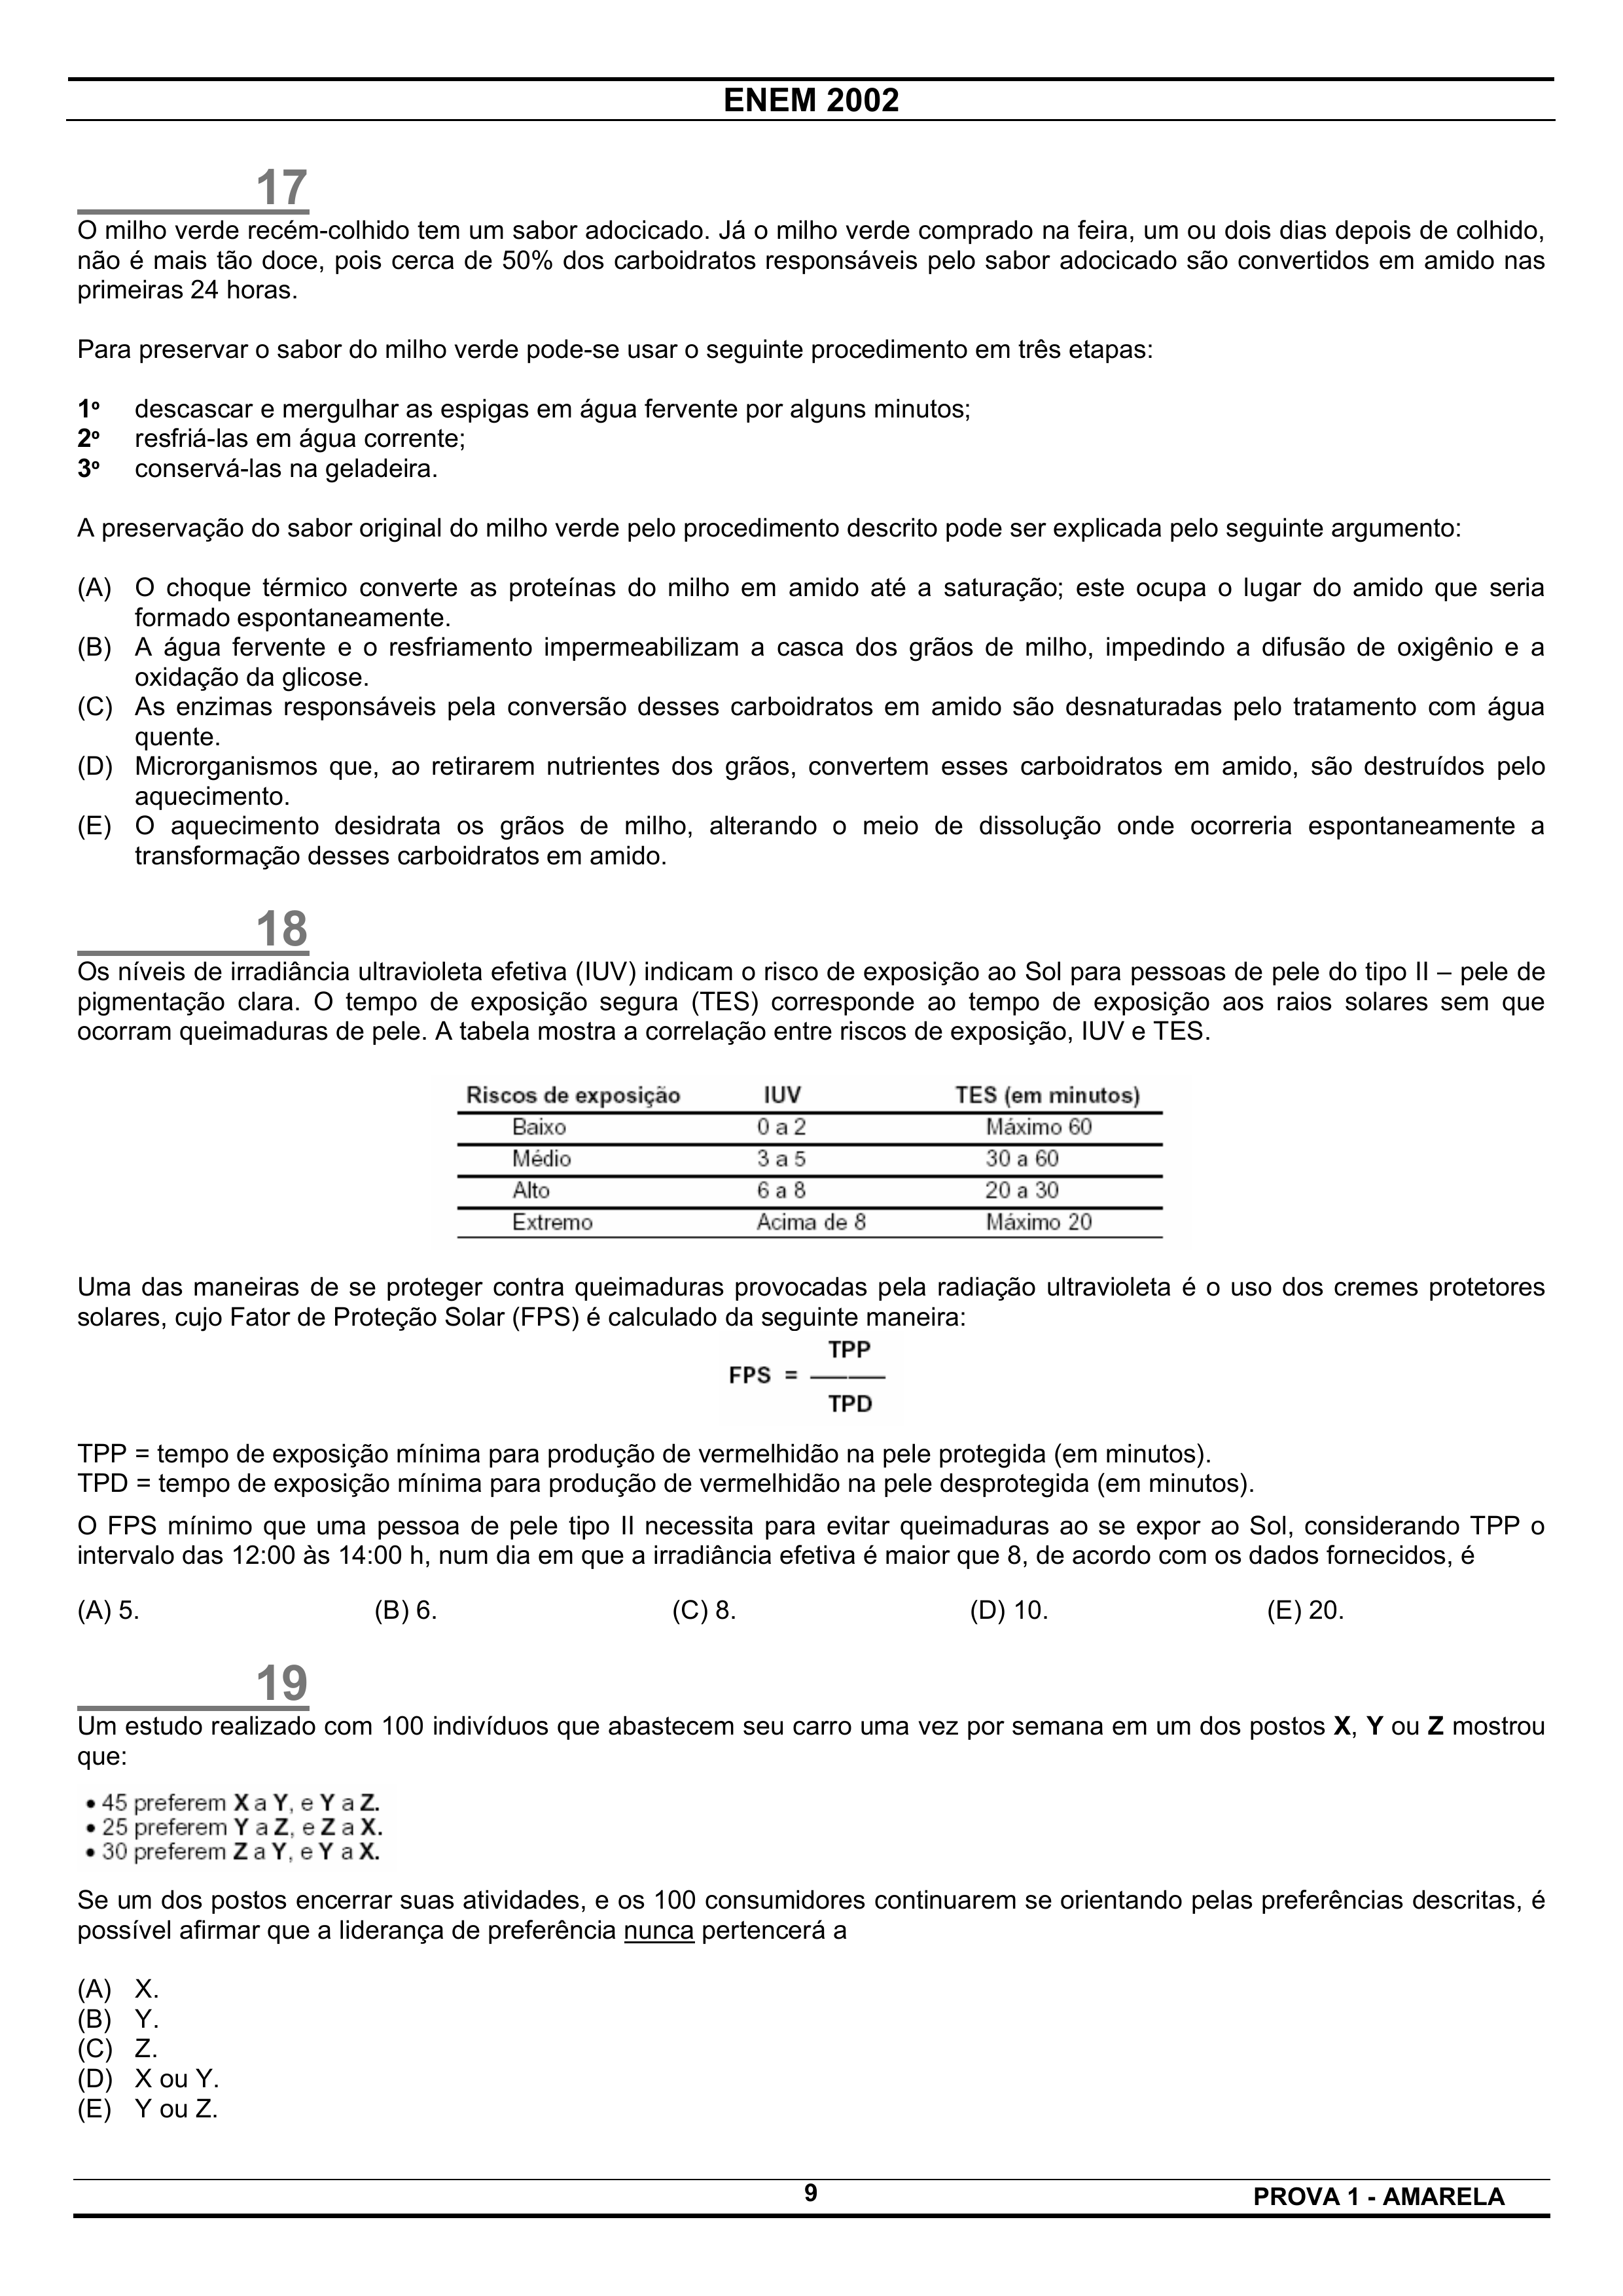 ENEM 2002
17
O milho verde recém-colhido tem um sabor adocicado. Já o milho verde comprado na feira, um ou dois dias depois de colhido,
não é mais tão doce, pois cerca de 50% dos carboidratos responsáveis pelo sabor adocicado são convertidos em amido nas
primeiras 24 horas.
Para preservar o sabor do milho verde pode-se usar o seguinte procedimento em três etapas:
1º descascar e mergulhar as espigas em água fervente por alguns minutos;
2º resfriá-las em água corrente;
3º conservá-las na geladeira.
A preservação do sabor original do milho verde pelo procedimento descrito pode ser explicada pelo seguinte argumento:
(A) O choque térmico converte as proteínas do milho em amido até a saturação; este ocupa o lugar do amido que seria
formado espontaneamente.
(B) A água fervente e o resfriamento impermeabilizam a casca dos grãos de milho, impedindo a difusão de oxigênio e a
oxidação da glicose.
(C) As enzimas responsáveis pela conversão desses carboidratos em amido são desnaturadas pelo tratamento com água
quente.
(D) Microrganismos que, ao retirarem nutrientes dos grãos, convertem esses carboidratos em amido, são destruídos pelo
aquecimento.
(E) O aquecimento desidrata os grãos de milho, alterando o meio de dissolução onde ocorreria espontaneamente a
transformação desses carboidratos em amido.
18
Os níveis de irradiância ultravioleta efetiva (IUV) indicam o risco de exposição ao Sol para pessoas de pele do tipo II – pele de
pigmentação clara. O tempo de exposição segura (TES) corresponde ao tempo de exposição aos raios solares sem que
ocorram queimaduras de pele. A tabela mostra a correlação entre riscos de exposição, IUV e TES.
Riscos de exposição IUV TES (em minutos)
Baixo 0 a 2 Máximo 60
Médio 3 a 5 30 a 60
Alto 6 a 8 20 a 30
Extremo Acima de 8 Máximo 20
Uma das maneiras de se proteger contra queimaduras provocadas pela radiação ultravioleta é o uso dos cremes protetores
solares, cujo Fator de Proteção Solar (FPS) é calculado da seguinte maneira:
TPP
FPS =
TPD
TPP = tempo de exposição mínima para produção de vermelhidão na pele protegida (em minutos).
TPD = tempo de exposição mínima para produção de vermelhidão na pele desprotegida (em minutos).
O FPS mínimo que uma pessoa de pele tipo II necessita para evitar queimaduras ao se expor ao Sol, considerando TPP o
intervalo das 12:00 às 14:00 h, num dia em que a irradiância efetiva é maior que 8, de acordo com os dados fornecidos, é
(A) 5. (B) 6. (C) 8. (D) 10. (E) 20.
19
Um estudo realizado com 100 indivíduos que abastecem seu carro uma vez por semana em um dos postos X, Y ou Z mostrou
que:
• 45 preferem X a Y, e Y a Z.
• 25 preferem Y a Z, e Z a X.
• 30 preferem Z a Y, e Y a X.
Se um dos postos encerrar suas atividades, e os 100 consumidores continuarem se orientando pelas preferências descritas, é
possível afirmar que a liderança de preferência nunca pertencerá a
(A) X.
(B) Y.
(C) Z.
(D) X ou Y.
(E) Y ou Z.
9
PROVA 1 - AMARELA